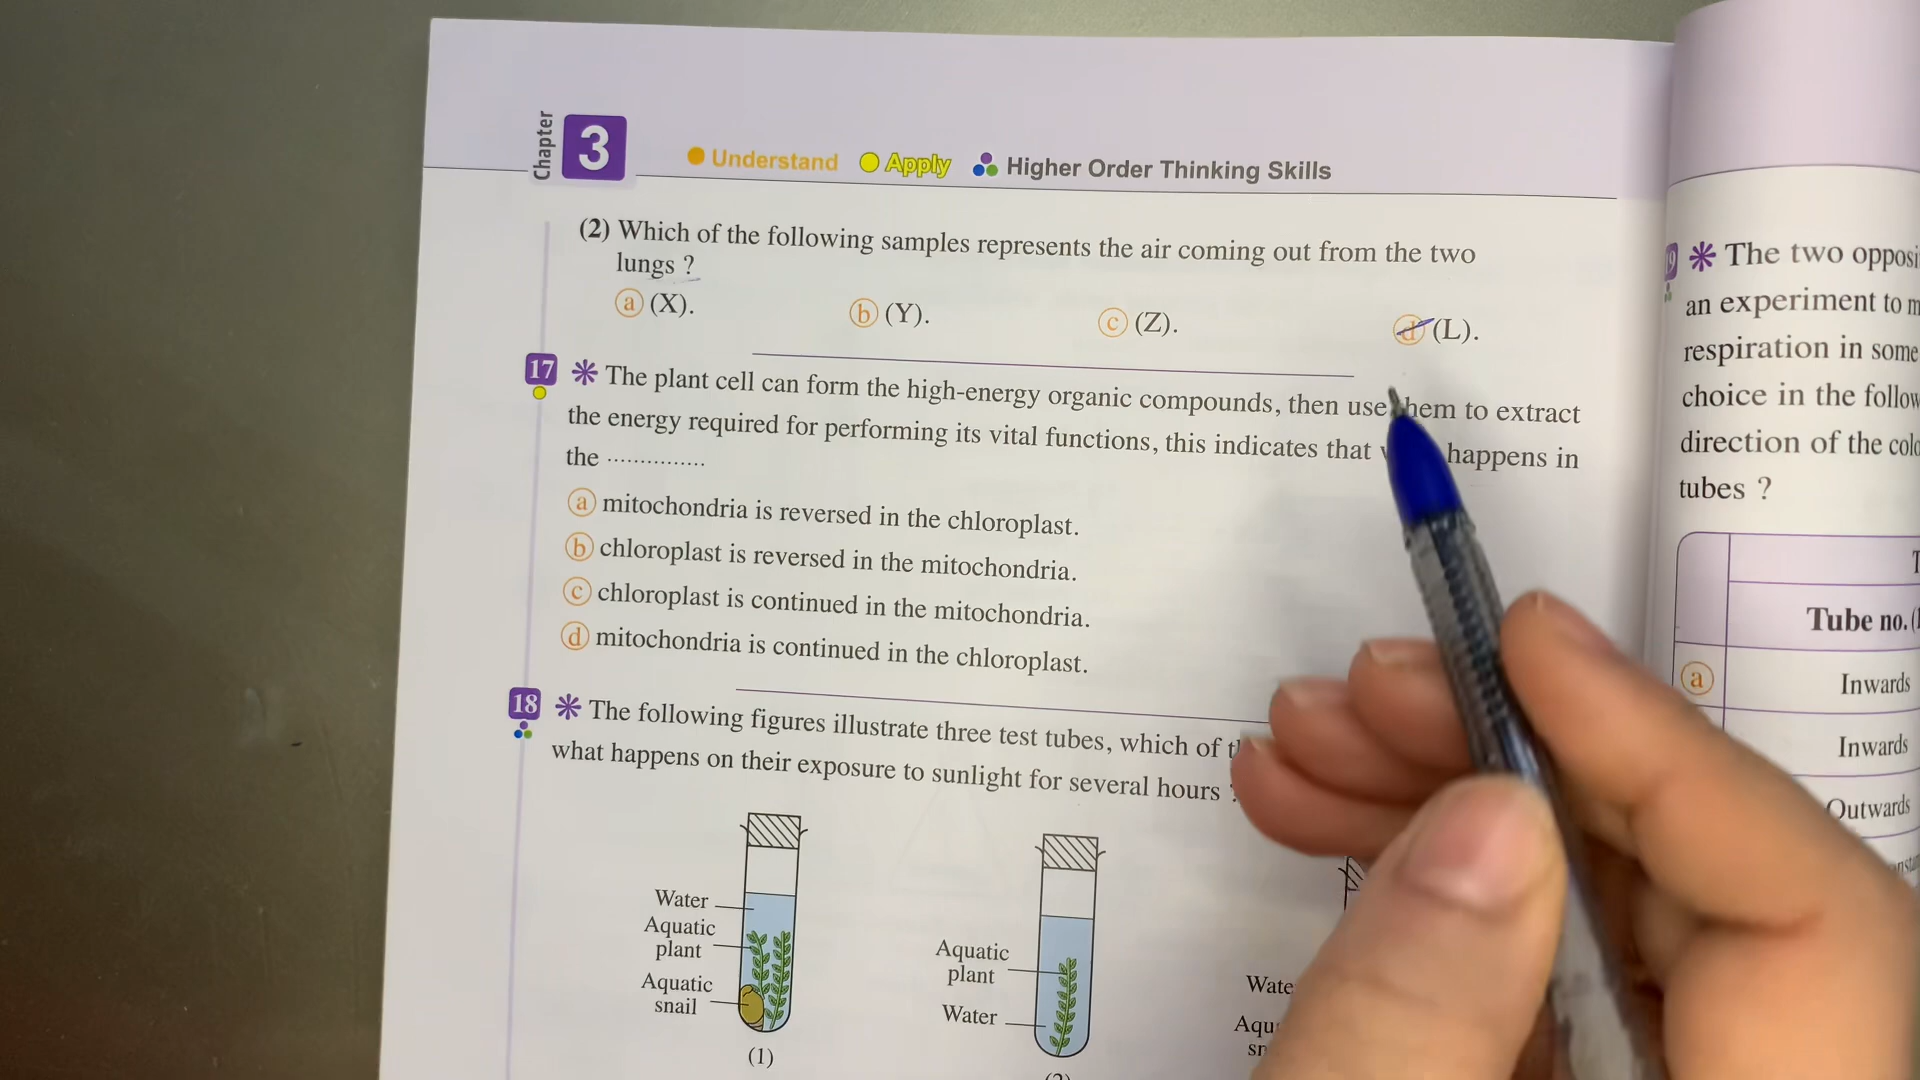 Chapter 3
Understand Apply Higher Order Thinking Skills
(2) Which of the following samples represents the air coming out from the two
lungs ?
a (X). b (Y). c (Z). d (L).
17 * The plant cell can form the high-energy organic compounds, then use them to extract
the energy required for performing its vital functions, this indicates that happens in
the ...............
a mitochondria is reversed in the chloroplast.
b chloroplast is reversed in the mitochondria.
c chloroplast is continued in the mitochondria.
d mitochondria is continued in the chloroplast.
18 * The following figures illustrate three test tubes, which of
what happens on their exposure to sunlight for several hours ?
Water
Aquatic
plant
Aquatic
snail
(1)
Aquatic
plant
Water
19 * The two
an experiment to
respiration in some
choice in the
direction of the
tubes ?
Tube no.
a Inwards
Inwards
Outwards